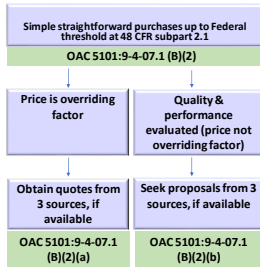 Simple straightforward purchases up to Federal
threshold at 48 CFR subpart 2.1
OAC 5101:9-4-07.1 (B)(2)
Price is overriding
factor
Quality &
performance
evaluated (price not
overriding factor)
Obtain quotes from
3 sources, if
available
Seek proposals from 3
sources, if available
OAC 5101:9-4-07.1
(B)(2)(a)
OAC 5101:9-4-07.1
(B)(2)(b)